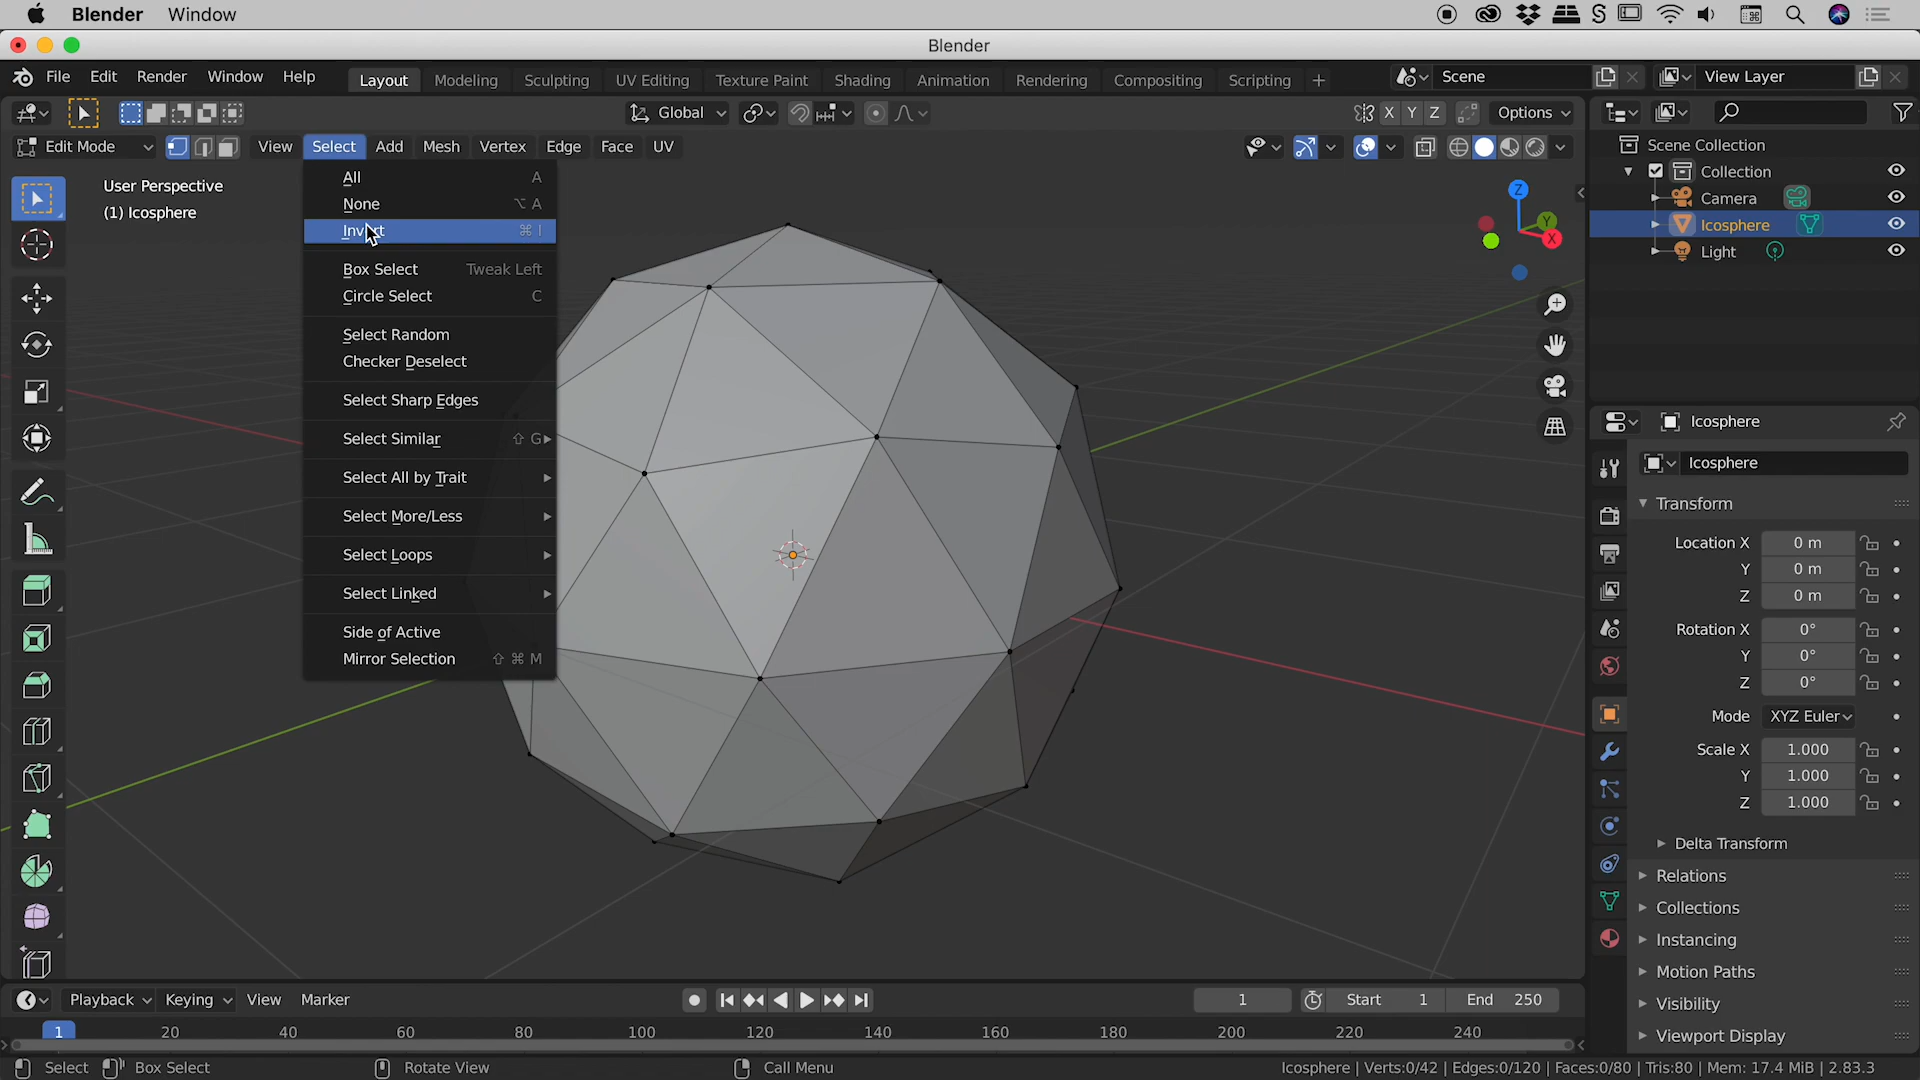 Blender Window
Blender
File Edit Render Window Help Layout Modeling Sculpting UV Editing Texture Paint Shading Animation Rendering Compositing Scripting + Scene View Layer
Global X Y Z Options
Edit Mode View Select Add Mesh Vertex Edge Face UV
User Perspective
(1) Icosphere
All A
None ⌥ A
Invert ⌘ I
Box Select Tweak Left
Circle Select C
Select Random
Checker Deselect
Select Sharp Edges
Select Similar ⇧ G
Select All by Trait
Select More/Less
Select Loops
Select Linked
Side of Active
Mirror Selection ⇧ ⌘ M
Z
Y
X
Scene Collection
Collection
Camera
Icosphere
Light
Icosphere
Icosphere
Transform
Location X 0 m
Y 0 m
Z 0 m
Rotation X 0°
Y 0°
Z 0°
Mode XYZ Euler
Scale X 1.000
Y 1.000
Z 1.000
Delta Transform
Relations
Collections
Instancing
Motion Paths
Visibility
Viewport Display
Playback Keying View Marker 1 Start 1 End 250
1 20 40 60 80 100 120 140 160 180 200 220 240
Select Box Select Rotate View Call Menu Icosphere | Verts:0/42 | Edges:0/120 | Faces:0/80 | Tris:80 | Mem: 17.4 MiB | 2.83.3